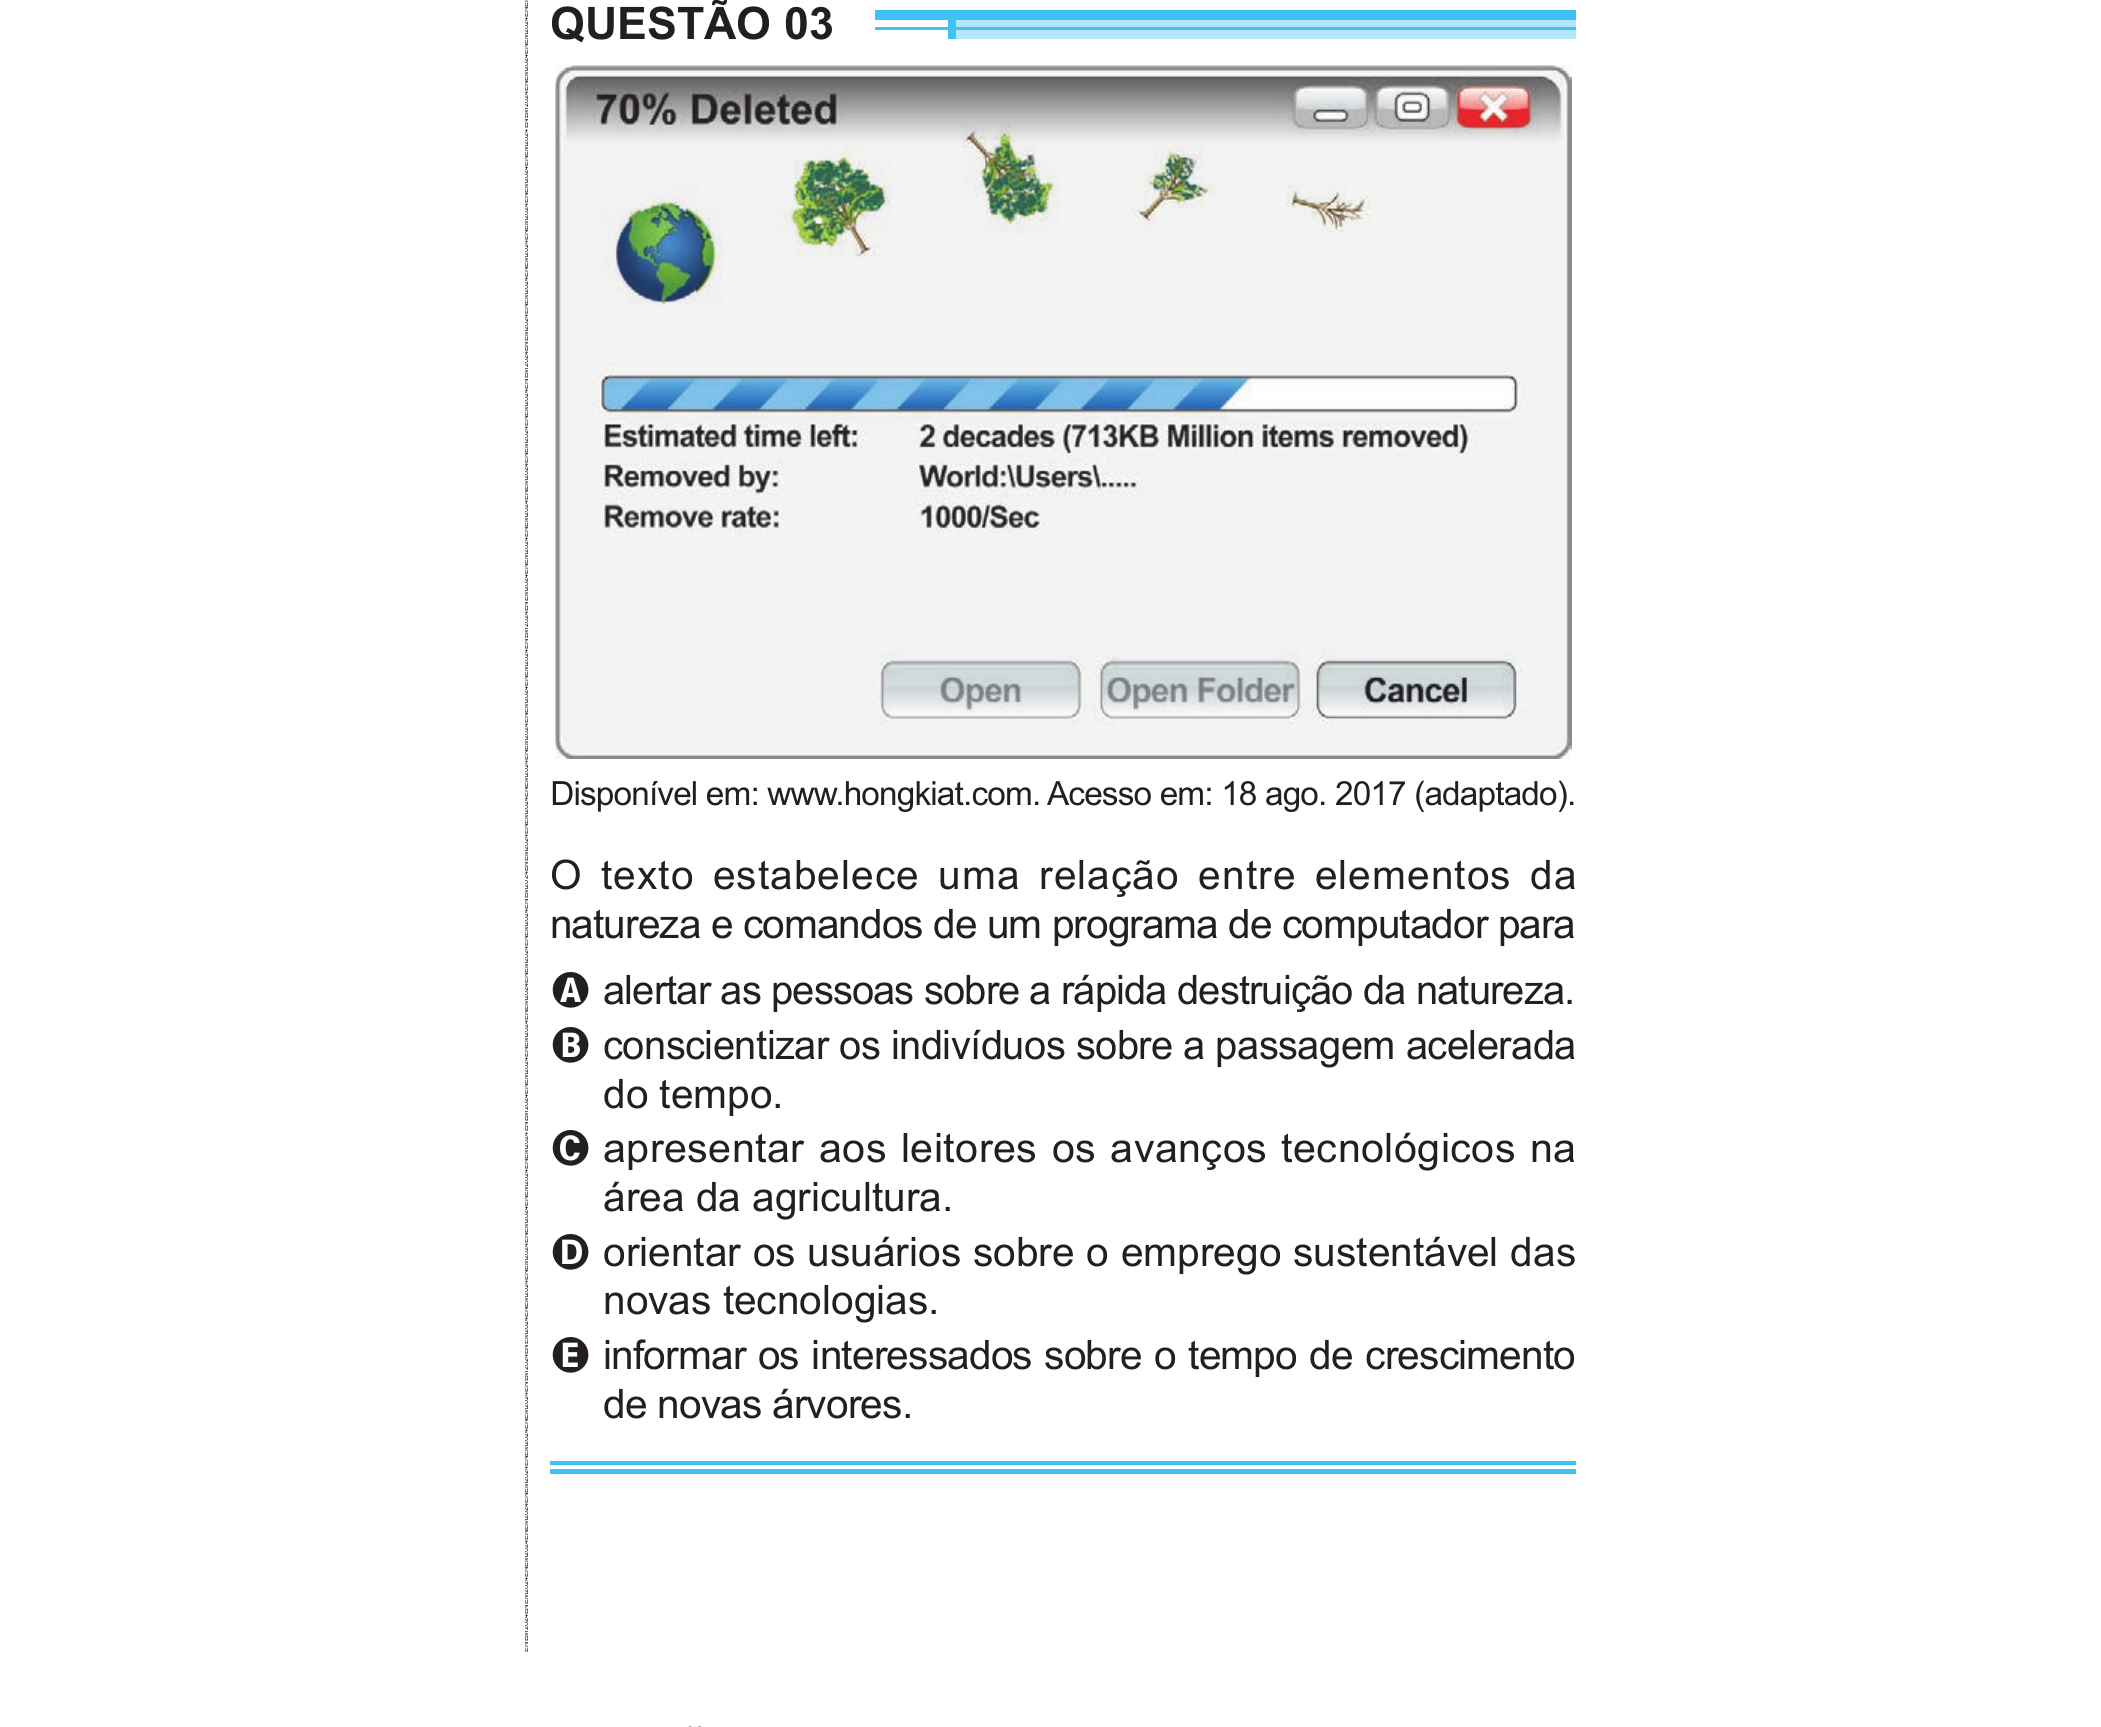 QUESTÃO 03
70% Deleted
Estimated time left: 2 decades (713KB Million items removed)
Removed by: World:\Users\.....
Remove rate: 1000/Sec
Open Open Folder Cancel
Disponível em: www.hongkiat.com. Acesso em: 18 ago. 2017 (adaptado).
O texto estabelece uma relação entre elementos da
natureza e comandos de um programa de computador para
A alertar as pessoas sobre a rápida destruição da natureza.
B conscientizar os indivíduos sobre a passagem acelerada
do tempo.
C apresentar aos leitores os avanços tecnológicos na
área da agricultura.
D orientar os usuários sobre o emprego sustentável das
novas tecnologias.
E informar os interessados sobre o tempo de crescimento
de novas árvores.